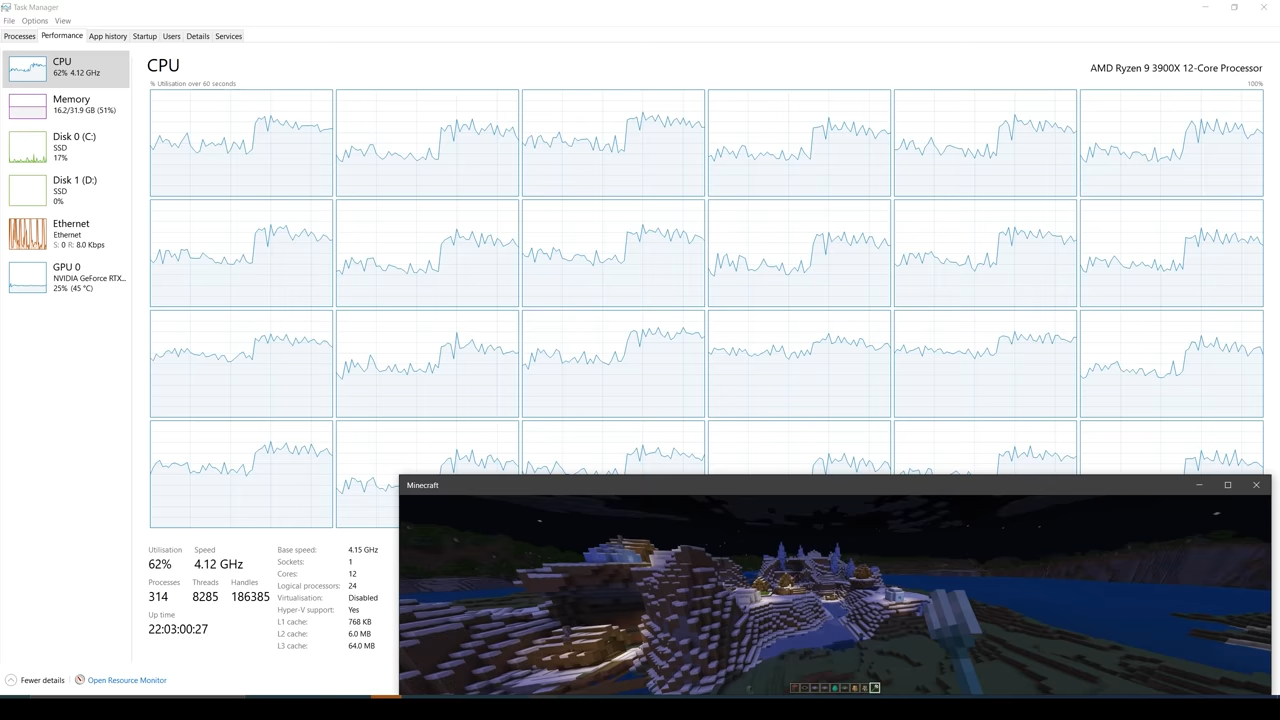 Task Manager
File Options View
Processes Performance App history Startup Users Details Services
CPU
62% 4.12 GHz
Memory
16.2/31.9 GB (51%)
Disk 0 (C:)
SSD
17%
Disk 1 (D:)
SSD
0%
Ethernet
Ethernet
S: 0 R: 8.0 Kbps
GPU 0
NVIDIA GeForce RTX...
25% (45 °C)
CPU
AMD Ryzen 9 3900X 12-Core Processor
% Utilisation over 60 seconds
100%
Utilisation Speed
62% 4.12 GHz
Processes Threads Handles
314 8285 186385
Up time
22:03:00:27
Base speed: 4.15 GHz
Sockets: 1
Cores: 12
Logical processors: 24
Virtualisation: Disabled
Hyper-V support: Yes
L1 cache: 768 KB
L2 cache: 6.0 MB
L3 cache: 64.0 MB
Minecraft
Fewer details
Open Resource Monitor